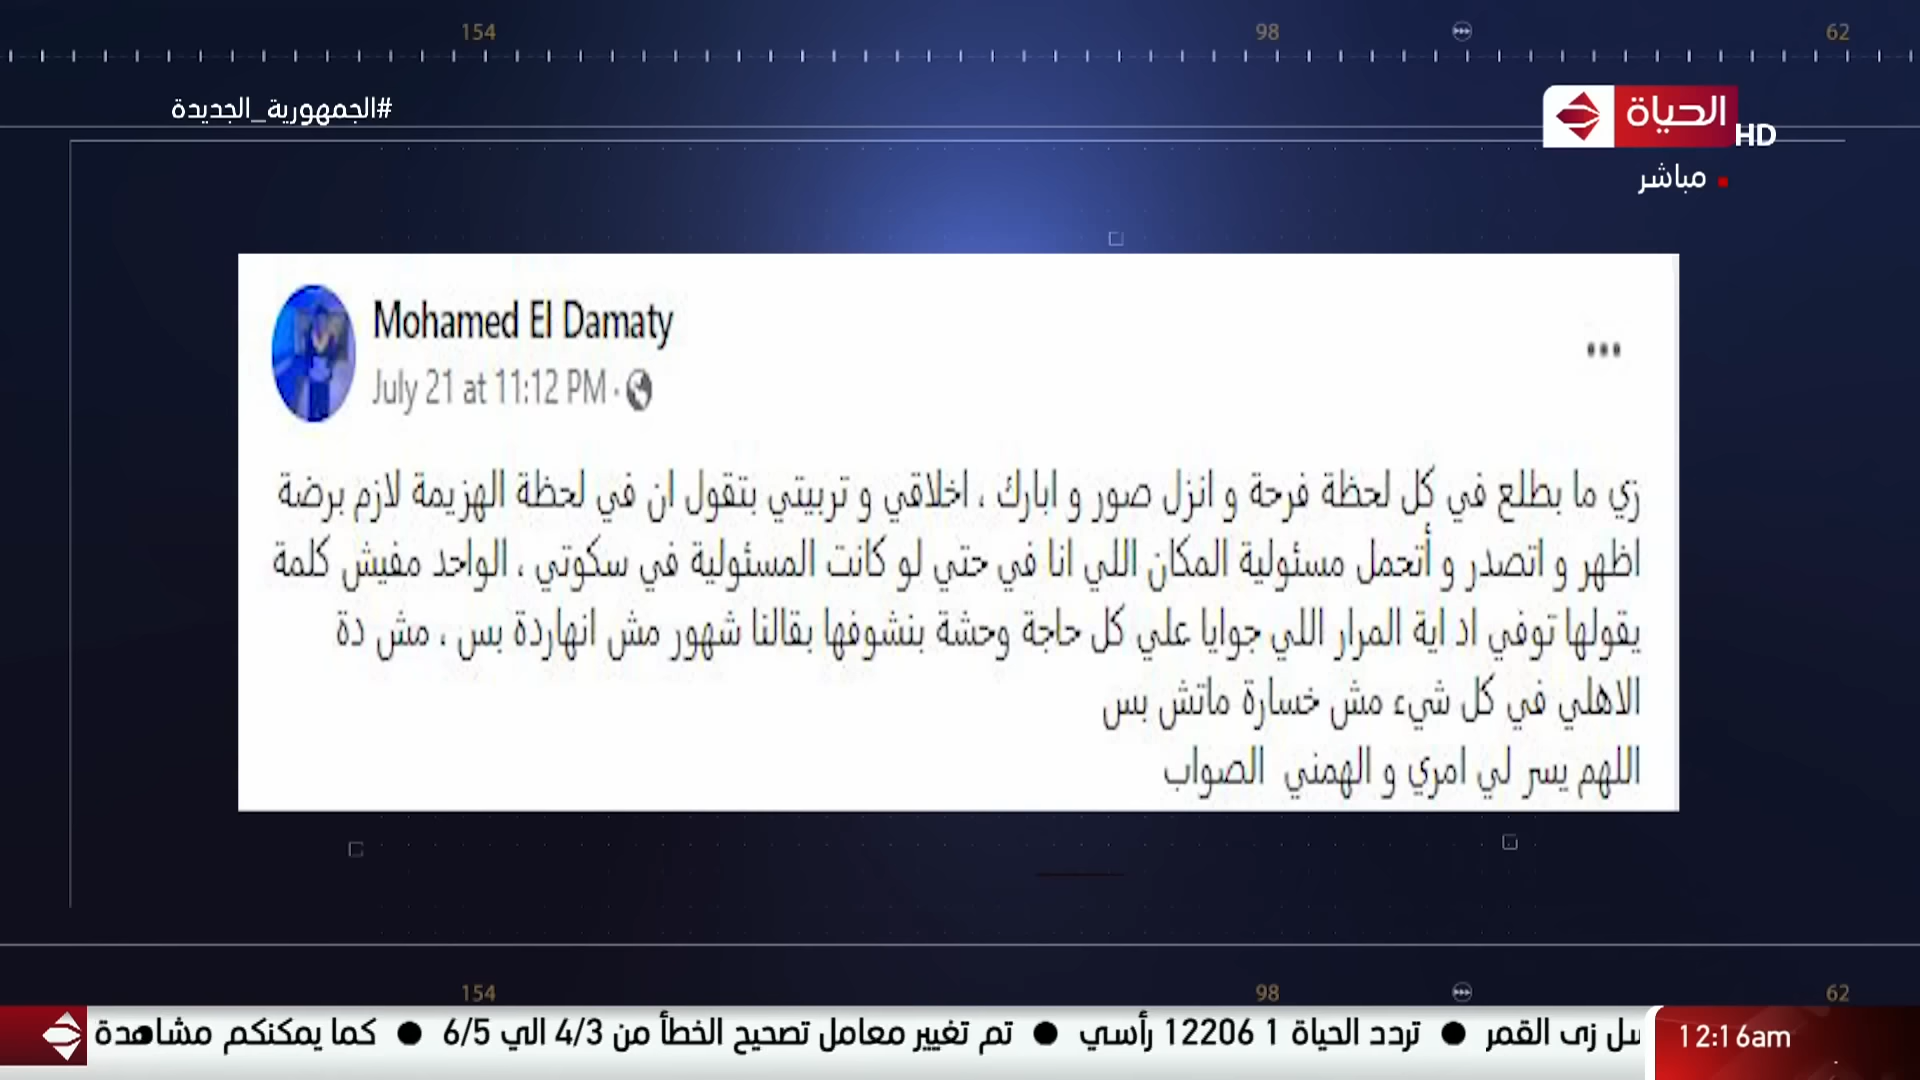 154 98 62
#الجمهورية_الجديدة
الحياة
HD
مباشر
Mohamed El Damaty
July 21 at 11:12 PM ·
زي ما بطلع في كل لحظة فرحة و انزل صور و ابارك ، اخلاقي و تربيتي بتقول ان في لحظة الهزيمة لازم برضة
اظهر و اتصدر و أتحمل مسئولية المكان اللي انا في حتي لو كانت المسئولية في سكوتي ، الواحد مفيش كلمة
يقولها توفي اد اية المرار اللي جوايا علي كل حاجة وحشة بنشوفها بقالنا شهور مش انهاردة بس ، مش دة
الاهلي في كل شيء مش خسارة ماتش بس
اللهم يسر لي امري و الهمني الصواب
154 98 62
سل زى القمر ● تردد الحياة 1 12206 رأسي ● تم تغيير معامل تصحيح الخطأ من 4/3 الي 6/5 ● كما يمكنكم مشاهدة
12:16am